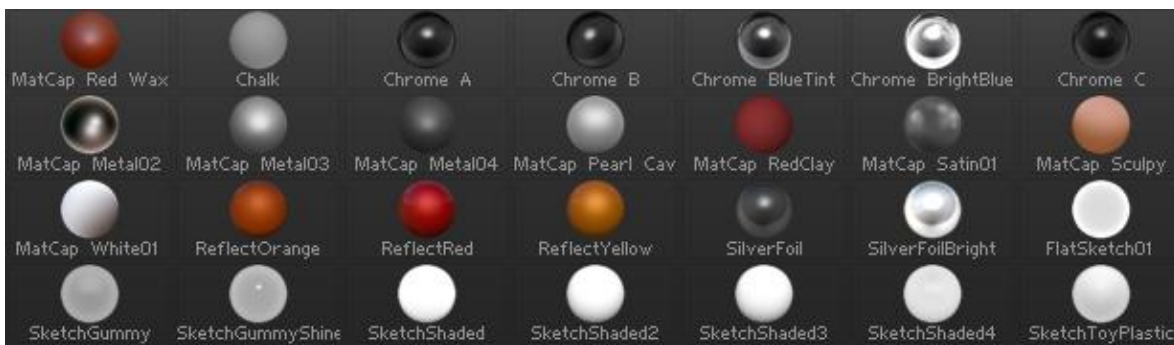 MatCap Red Wax Chalk Chrome A Chrome B Chrome BlueTint Chrome BrightBlue Chrome C
MatCap Metal02 MatCap Metal03 MatCap Metal04 MatCap Pearl Cav MatCap RedClay MatCap Satin01 MatCap Sculpy
MatCap White01 ReflectOrange ReflectRed ReflectYellow SilverFoil SilverFoilBright FlatSketch01
SketchGummy SketchGummyShine SketchShaded SketchShaded2 SketchShaded3 SketchShaded4 SketchToyPlastic